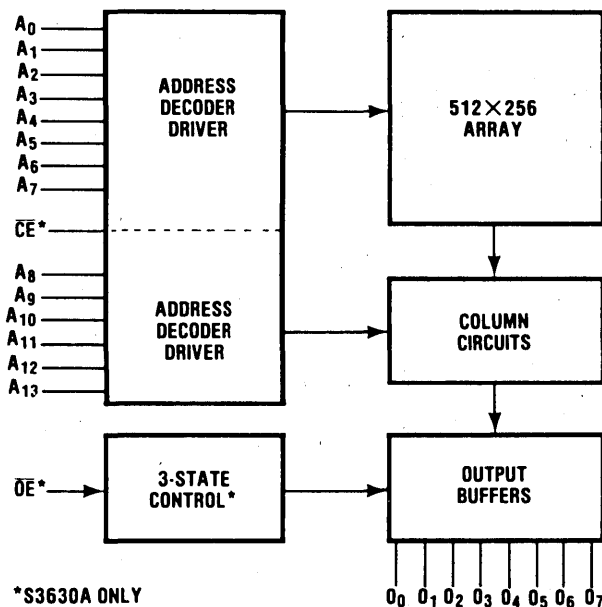 A0
A1
A2
A3
A4
A5
A6
A7
C̅E̅*
A8
A9
A10
A11
A12
A13
ADDRESS
DECODER
DRIVER
ADDRESS
DECODER
DRIVER
512×256
ARRAY
COLUMN
CIRCUITS
O̅E̅*
3-STATE
CONTROL*
OUTPUT
BUFFERS
*S3630A ONLY
O0 O1 O2 O3 O4 O5 O6 O7